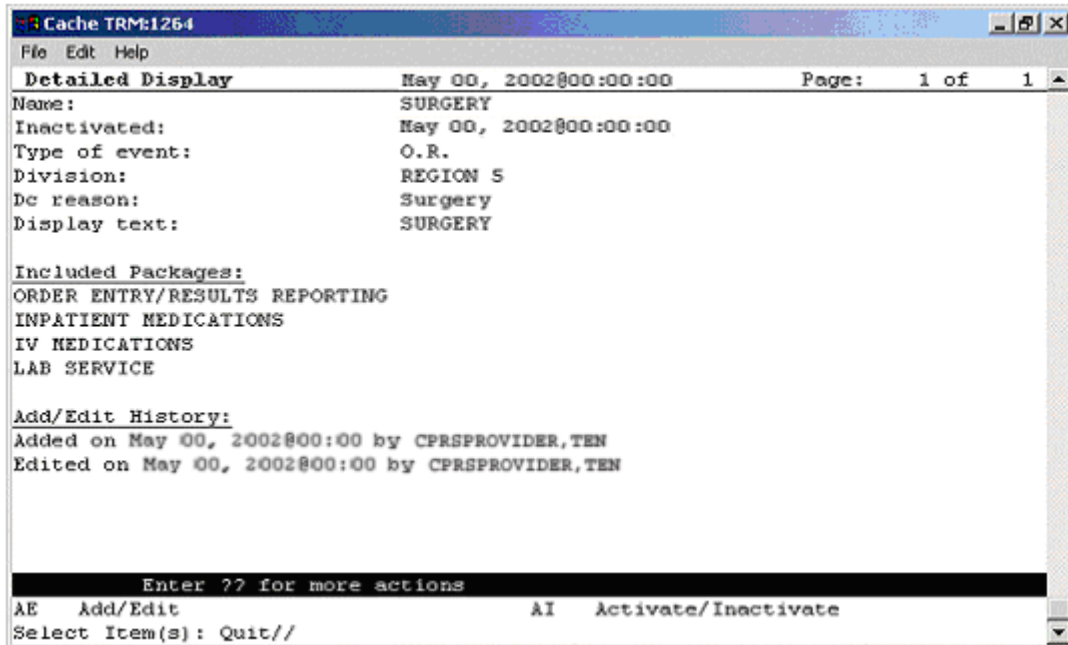 Cache TRM:1264
File Edit Help
Detailed Display May 00, 2002@00:00:00 Page: 1 of 1
Name: SURGERY
Inactivated: May 00, 2002@00:00:00
Type of event: O.R.
Division: REGION 5
Dc reason: Surgery
Display text: SURGERY
Included Packages:
ORDER ENTRY/RESULTS REPORTING
INPATIENT MEDICATIONS
IV MEDICATIONS
LAB SERVICE
Add/Edit History:
Added on May 00, 2002@00:00 by CPRSPROVIDER,TEN
Edited on May 00, 2002@00:00 by CPRSPROVIDER,TEN
Enter ?? for more actions
AE Add/Edit AI Activate/Inactivate
Select Item(s): Quit//